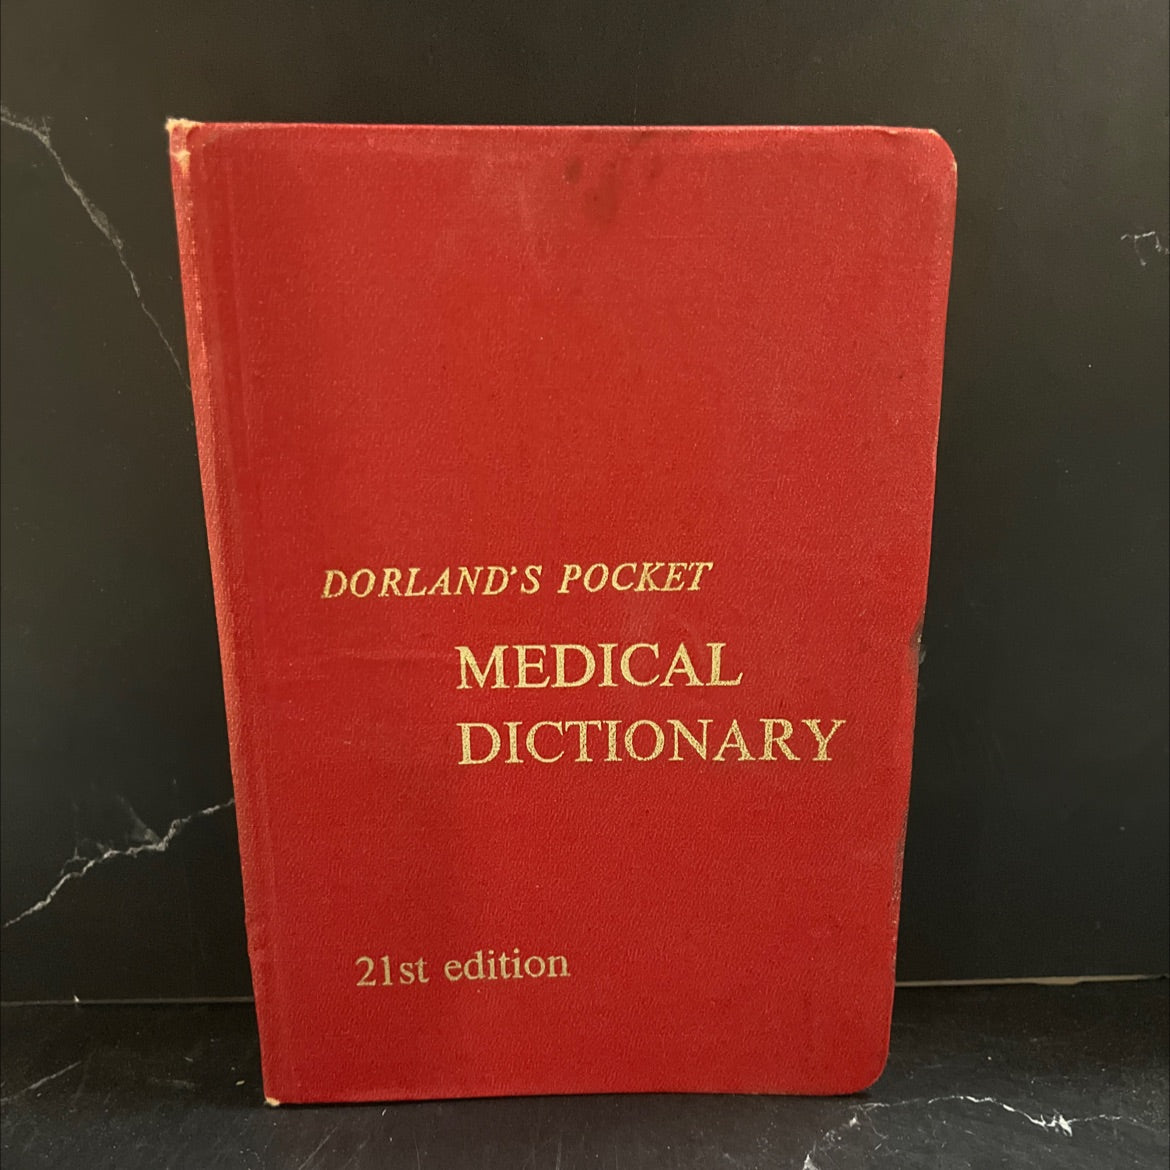 DORLAND'S POCKET
MEDICAL
DICTIONARY
21st edition